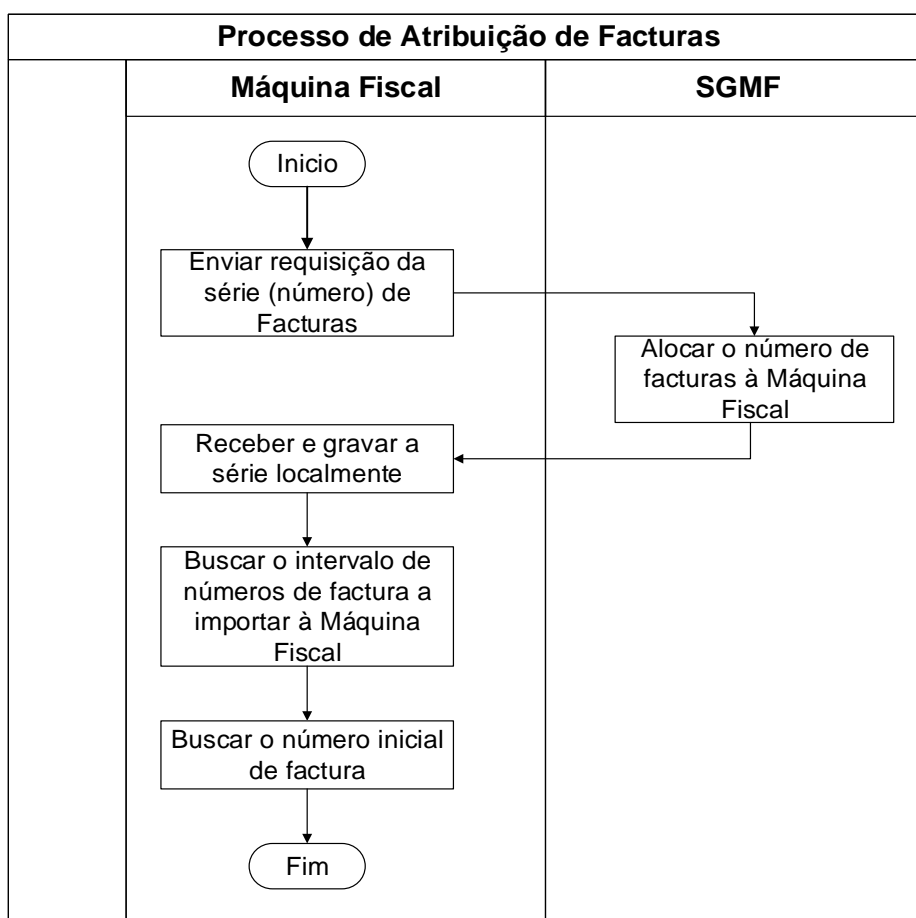 Processo de Atribuição de Facturas
Máquina Fiscal
SGMF
Inicio
Enviar requisição da
série (número) de
Facturas
Alocar o número de
facturas à Máquina
Fiscal
Receber e gravar a
série localmente
Buscar o intervalo de
números de factura a
importar à Máquina
Fiscal
Buscar o número inicial
de factura
Fim